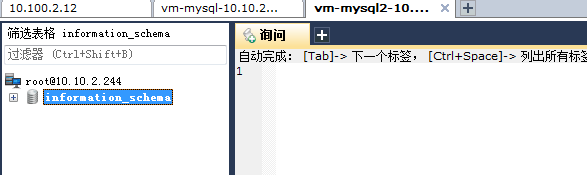 10.100.2.12
vm-mysql-10.10.2...
vm-mysql2-10....
筛选表格 information_schema
过滤器 (Ctrl+Shift+B)
root@10.10.2.244
information_schema
询问
自动完成： [Tab]-> 下一个标签， [Ctrl+Space]-> 列出所有标签
1